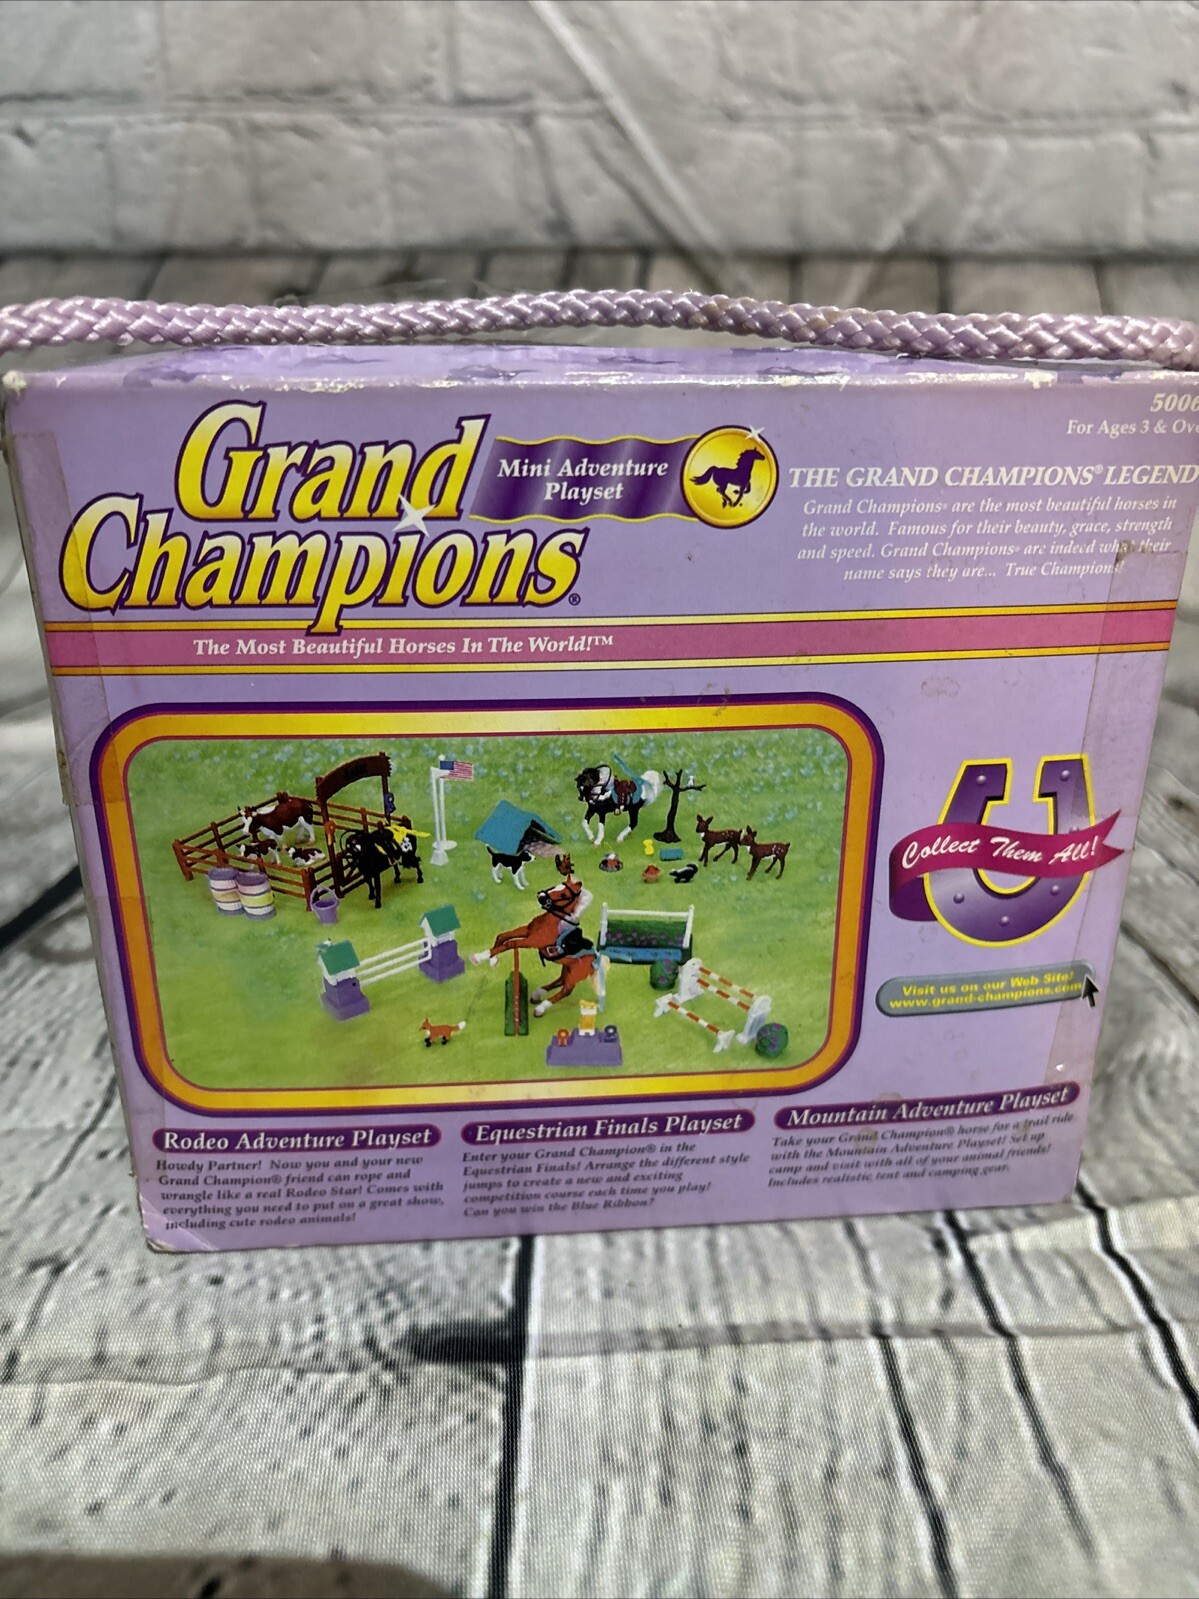 Grand
Champions®
Mini Adventure
Playset
5006
For Ages 3 & Ove
THE GRAND CHAMPIONS® LEGEND
Grand Champions® are the most beautiful horses in
the world. Famous for their beauty, grace, strength
and speed. Grand Champions® are indeed what their
name says they are... True Champions!
The Most Beautiful Horses In The World!™
Collect Them All!
Visit us on our Web Site!
www.grand-champions.com
Rodeo Adventure Playset
Howdy Partner! Now you and your new
Grand Champion® friend can rope and
wrangle like a real Rodeo Star! Comes with
everything you need to put on a great show,
including cute rodeo animals!
Equestrian Finals Playset
Enter your Grand Champion® in the
Equestrian Finals! Arrange the different style
jumps to create a new and exciting
competition course each time you play!
Can you win the Blue Ribbon?
Mountain Adventure Playset
Take your Grand Champion® horse for a trail ride
with the Mountain Adventure Playset! Set up
camp and visit with all of your animal friends!
Includes realistic tent and camping gear.